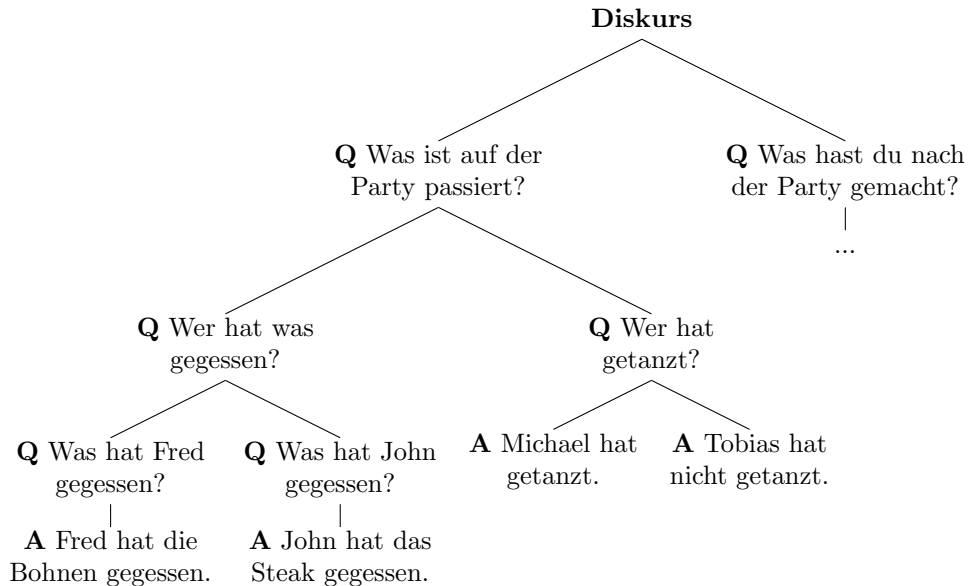 Diskurs
Q Was ist auf der
Party passiert?
Q Was hast du nach
der Party gemacht?
...
Q Wer hat was
gegessen?
Q Wer hat
getanzt?
Q Was hat Fred
gegessen?
Q Was hat John
gegessen?
A Michael hat
getanzt.
A Tobias hat
nicht getanzt.
A Fred hat die
Bohnen gegessen.
A John hat das
Steak gegessen.